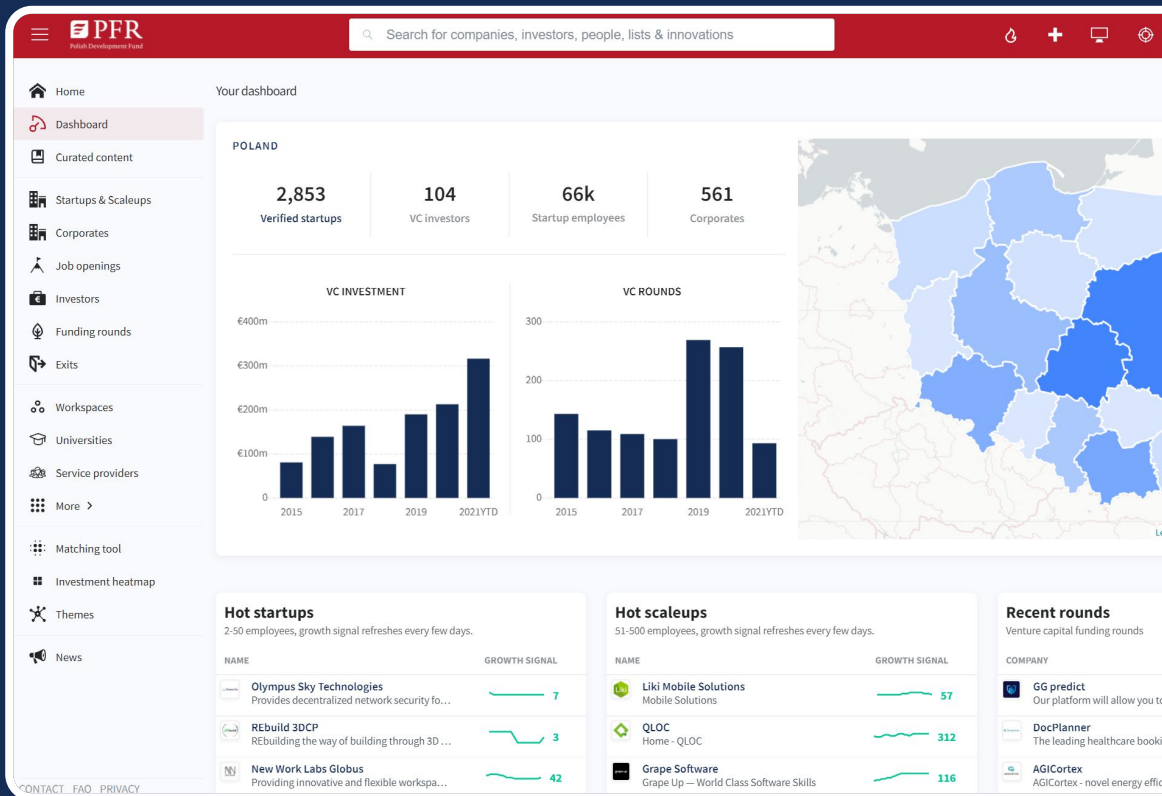 PFR
Polish Development Fund
Search for companies, investors, people, lists & innovations
Home
Dashboard
Curated content
Startups & Scaleups
Corporates
Job openings
Investors
Funding rounds
Exits
Workspaces
Universities
Service providers
More
Matching tool
Investment heatmap
Themes
News
CONTACT FAQ PRIVACY
Your dashboard
POLAND
2,853 104 66k 561
Verified startups VC investors Startup employees Corporates
VC INVESTMENT
€400m
€300m
€200m
€100m
0
2015 2017 2019 2021YTD
VC ROUNDS
300
200
100
0
2015 2017 2019 2021YTD
Le
Hot startups
2-50 employees, growth signal refreshes every few days.
NAME GROWTH SIGNAL
Olympus Sky Technologies
Provides decentralized network security fo... 7
REbuild 3DCP
REbuilding the way of building through 3D ... 3
New Work Labs Globus
Providing innovative and flexible workspa... 42
Hot scaleups
51-500 employees, growth signal refreshes every few days.
NAME GROWTH SIGNAL
Liki
Liki Mobile Solutions
Mobile Solutions 57
QLOC
Home - QLOC 312
Grape Software
Grape Up — World Class Software Skills 116
Recent rounds
Venture capital funding rounds
COMPANY
GG predict
Our platform will allow you to
DocPlanner
The leading healthcare booki
AGICortex
AGICortex - novel energy effic